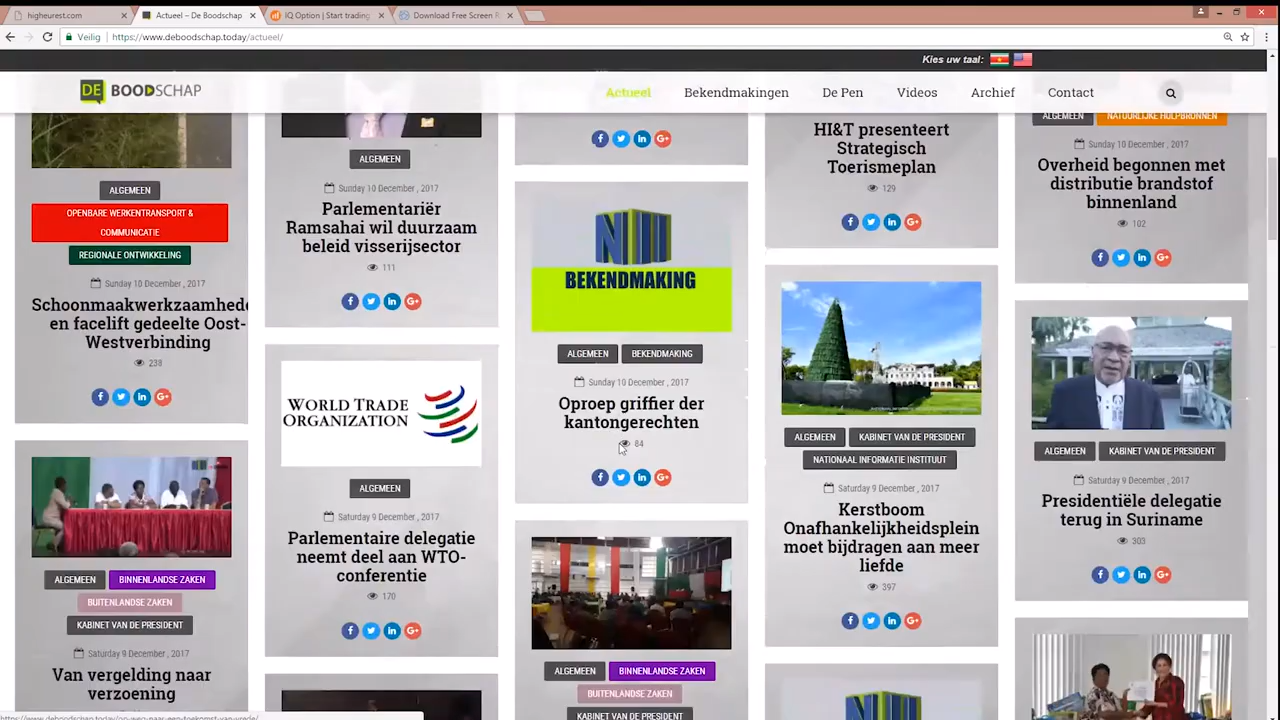 higheurest.com
Actueel – De Boodschap
IQ Option | Start trading
Download Free Screen R
Veilig
https://www.deboodschap.today/actueel/
Kies uw taal:
DE BOODSCHAP
Actueel
Bekendmakingen
De Pen
Videos
Archief
Contact
ALGEMEEN
OPENBARE WERKENTRANSPORT &
COMMUNICATIE
REGIONALE ONTWIKKELING
Sunday 10 December , 2017
Schoonmaakwerkzaamhede
en facelift gedeelte Oost-
Westverbinding
238
ALGEMEEN
BINNENLANDSE ZAKEN
BUITENLANDSE ZAKEN
KABINET VAN DE PRESIDENT
Saturday 9 December , 2017
Van vergelding naar
verzoening
ALGEMEEN
Sunday 10 December , 2017
Parlementariër
Ramsahai wil duurzaam
beleid visserijsector
111
WORLD TRADE
ORGANIZATION
ALGEMEEN
Saturday 9 December , 2017
Parlementaire delegatie
neemt deel aan WTO-
conferentie
170
NII
BEKENDMAKING
ALGEMEEN
BEKENDMAKING
Sunday 10 December , 2017
Oproep griffier der
kantongerechten
84
ALGEMEEN
BINNENLANDSE ZAKEN
BUITENLANDSE ZAKEN
KABINET VAN DE PRESIDENT
HI&T presenteert
Strategisch
Toerismeplan
129
ALGEMEEN
KABINET VAN DE PRESIDENT
NATIONAAL INFORMATIE INSTITUUT
Saturday 9 December , 2017
Kerstboom
Onafhankelijkheidsplein
moet bijdragen aan meer
liefde
397
ALGEMEEN
NATUURLIJKE HULPBRONNEN
Sunday 10 December , 2017
Overheid begonnen met
distributie brandstof
binnenland
102
ALGEMEEN
KABINET VAN DE PRESIDENT
Saturday 9 December , 2017
Presidentiële delegatie
terug in Suriname
303